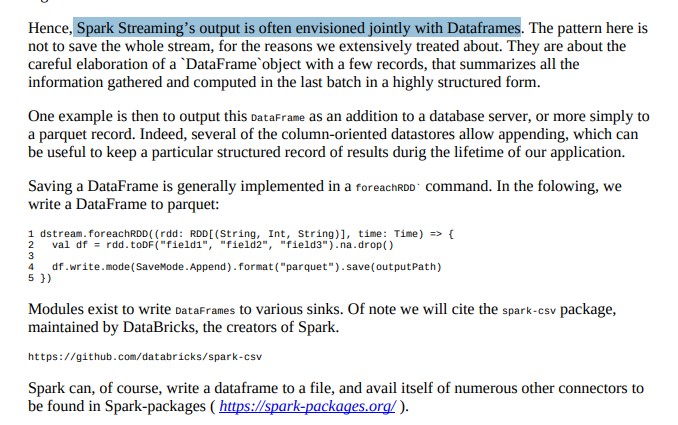 Hence, Spark Streaming's output is often envisioned jointly with Dataframes. The pattern here is
not to save the whole stream, for the reasons we extensively treated about. They are about the
careful elaboration of a `DataFrame`object with a few records, that summarizes all the
information gathered and computed in the last batch in a highly structured form.
One example is then to output this DataFrame as an addition to a database server, or more simply to
a parquet record. Indeed, several of the column-oriented datastores allow appending, which can
be useful to keep a particular structured record of results durig the lifetime of our application.
Saving a DataFrame is generally implemented in a foreachRDD` command. In the folowing, we
write a DataFrame to parquet:
1 dstream.foreachRDD((rdd: RDD[(String, Int, String)], time: Time) => {
2   val df = rdd.toDF("field1", "field2", "field3").na.drop()
3
4   df.write.mode(SaveMode.Append).format("parquet").save(outputPath)
5 })
Modules exist to write DataFrames to various sinks. Of note we will cite the spark-csv package,
maintained by DataBricks, the creators of Spark.
https://github.com/databricks/spark-csv
Spark can, of course, write a dataframe to a file, and avail itself of numerous other connectors to
be found in Spark-packages ( https://spark-packages.org/ ).